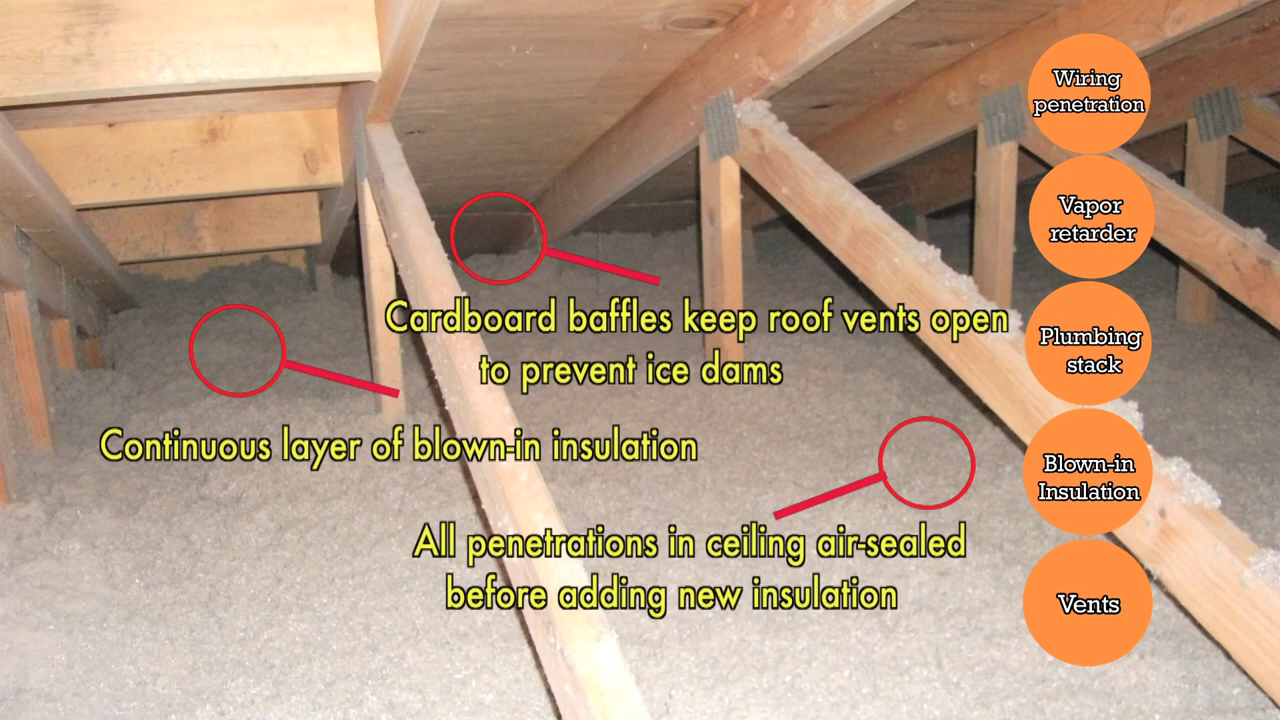 Cardboard baffles keep roof vents open
to prevent ice dams
Continuous layer of blown-in insulation
All penetrations in ceiling air-sealed
before adding new insulation
Wiring
penetration
Vapor
retarder
Plumbing
stack
Blown-in
Insulation
Vents